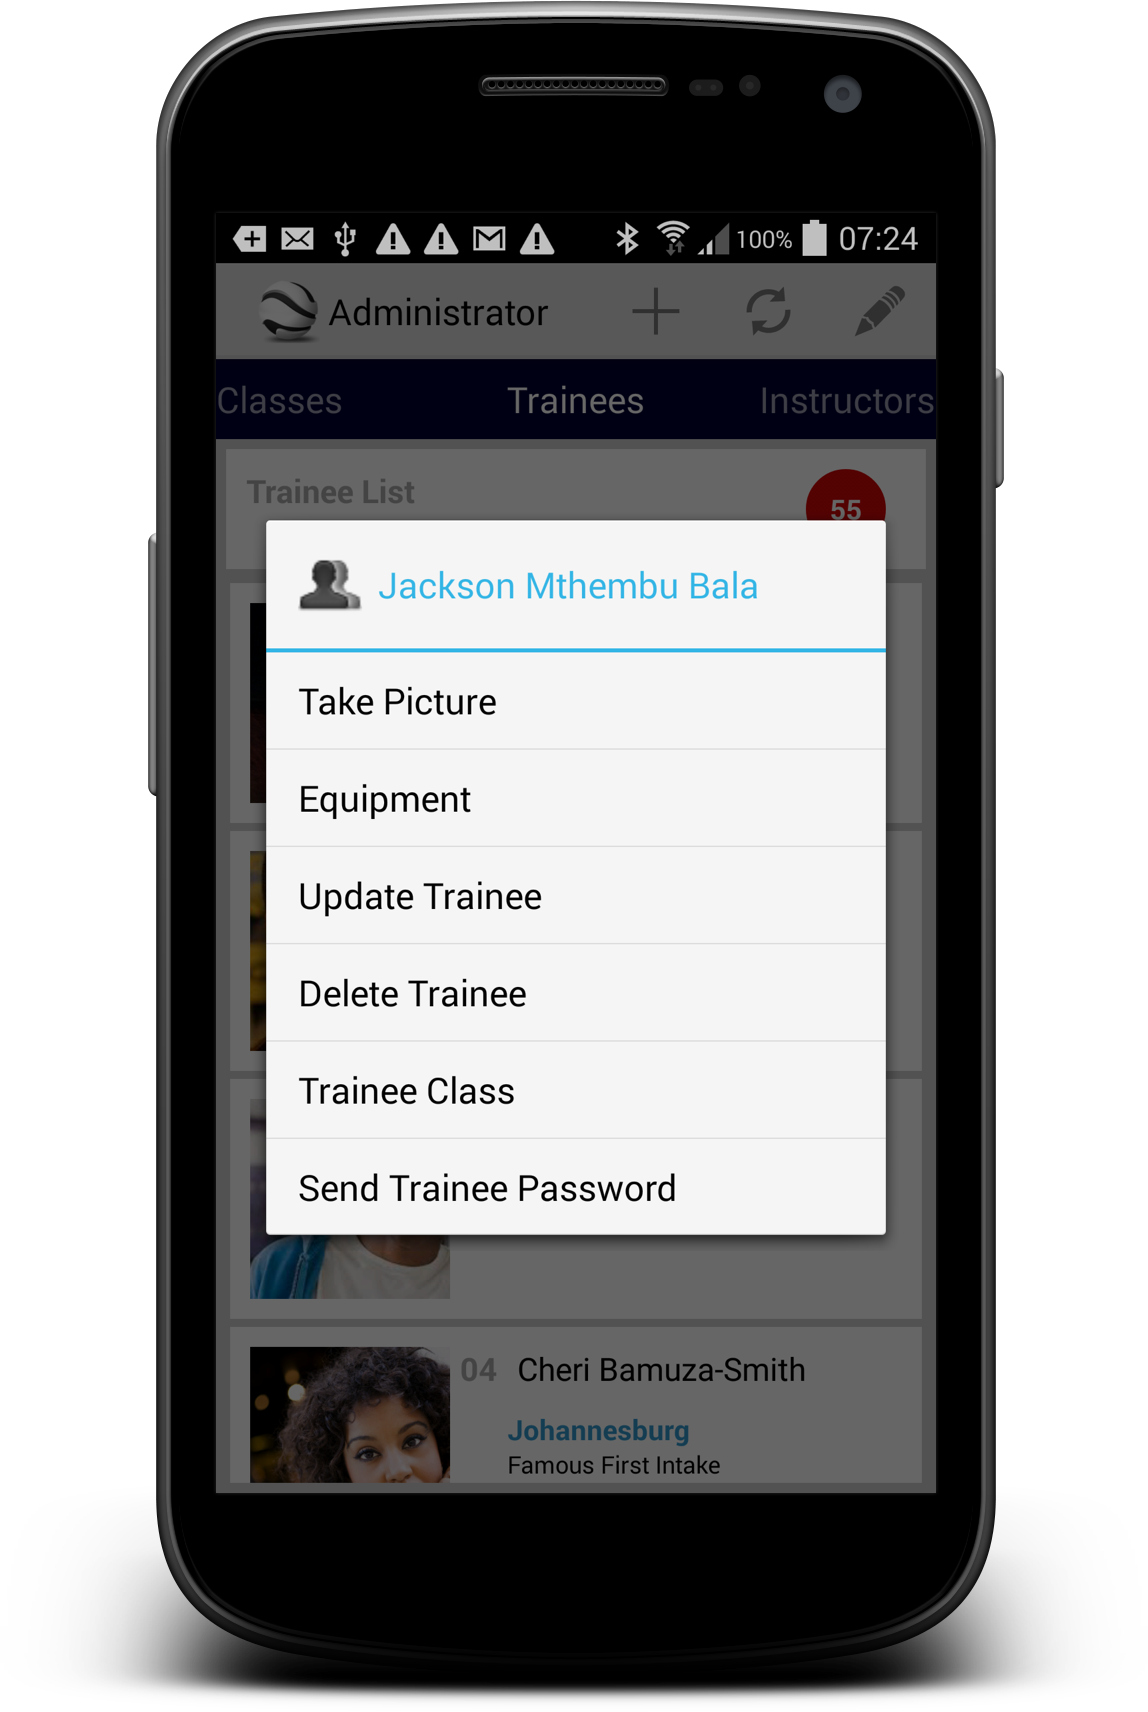 100% 07:24
Administrator
Classes Trainees Instructors
Trainee List
55
Jackson Mthembu Bala
Take Picture
Equipment
Update Trainee
Delete Trainee
Trainee Class
Send Trainee Password
04 Cheri Bamuza-Smith
Johannesburg
Famous First Intake